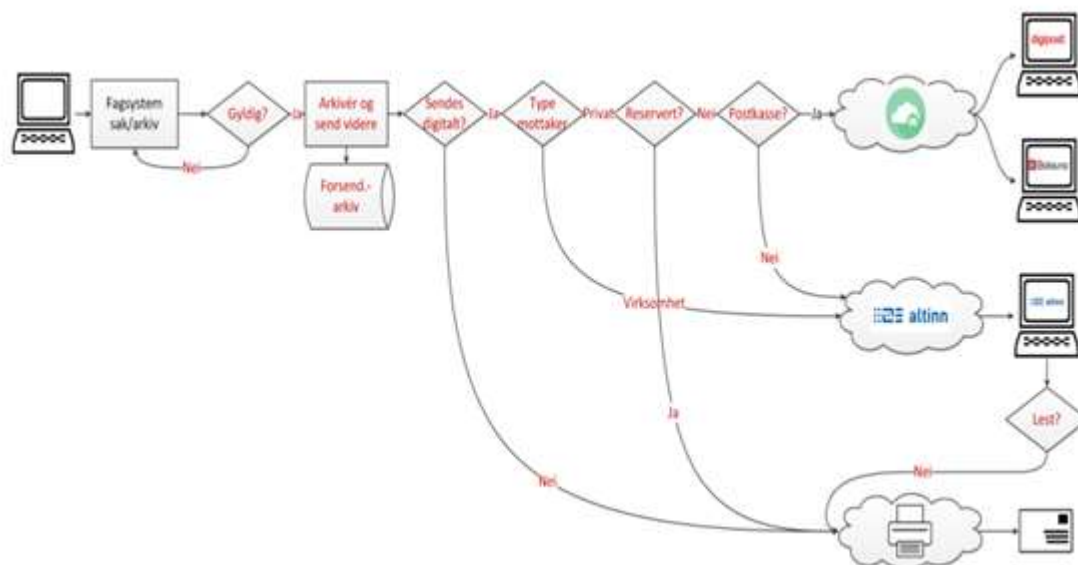 Fagsystem
sak/arkiv
Gyldig?
Ja
Nei
Arkivér og
send videre
Forsend.-
arkiv
Sendes
digitalt?
Ja
Nei
Type
mottaker
Privat
Virksomhet
Reservert?
Nei
Ja
Postkasse?
Ja
Nei
digipost
altinn
altinn
Lest?
Nei